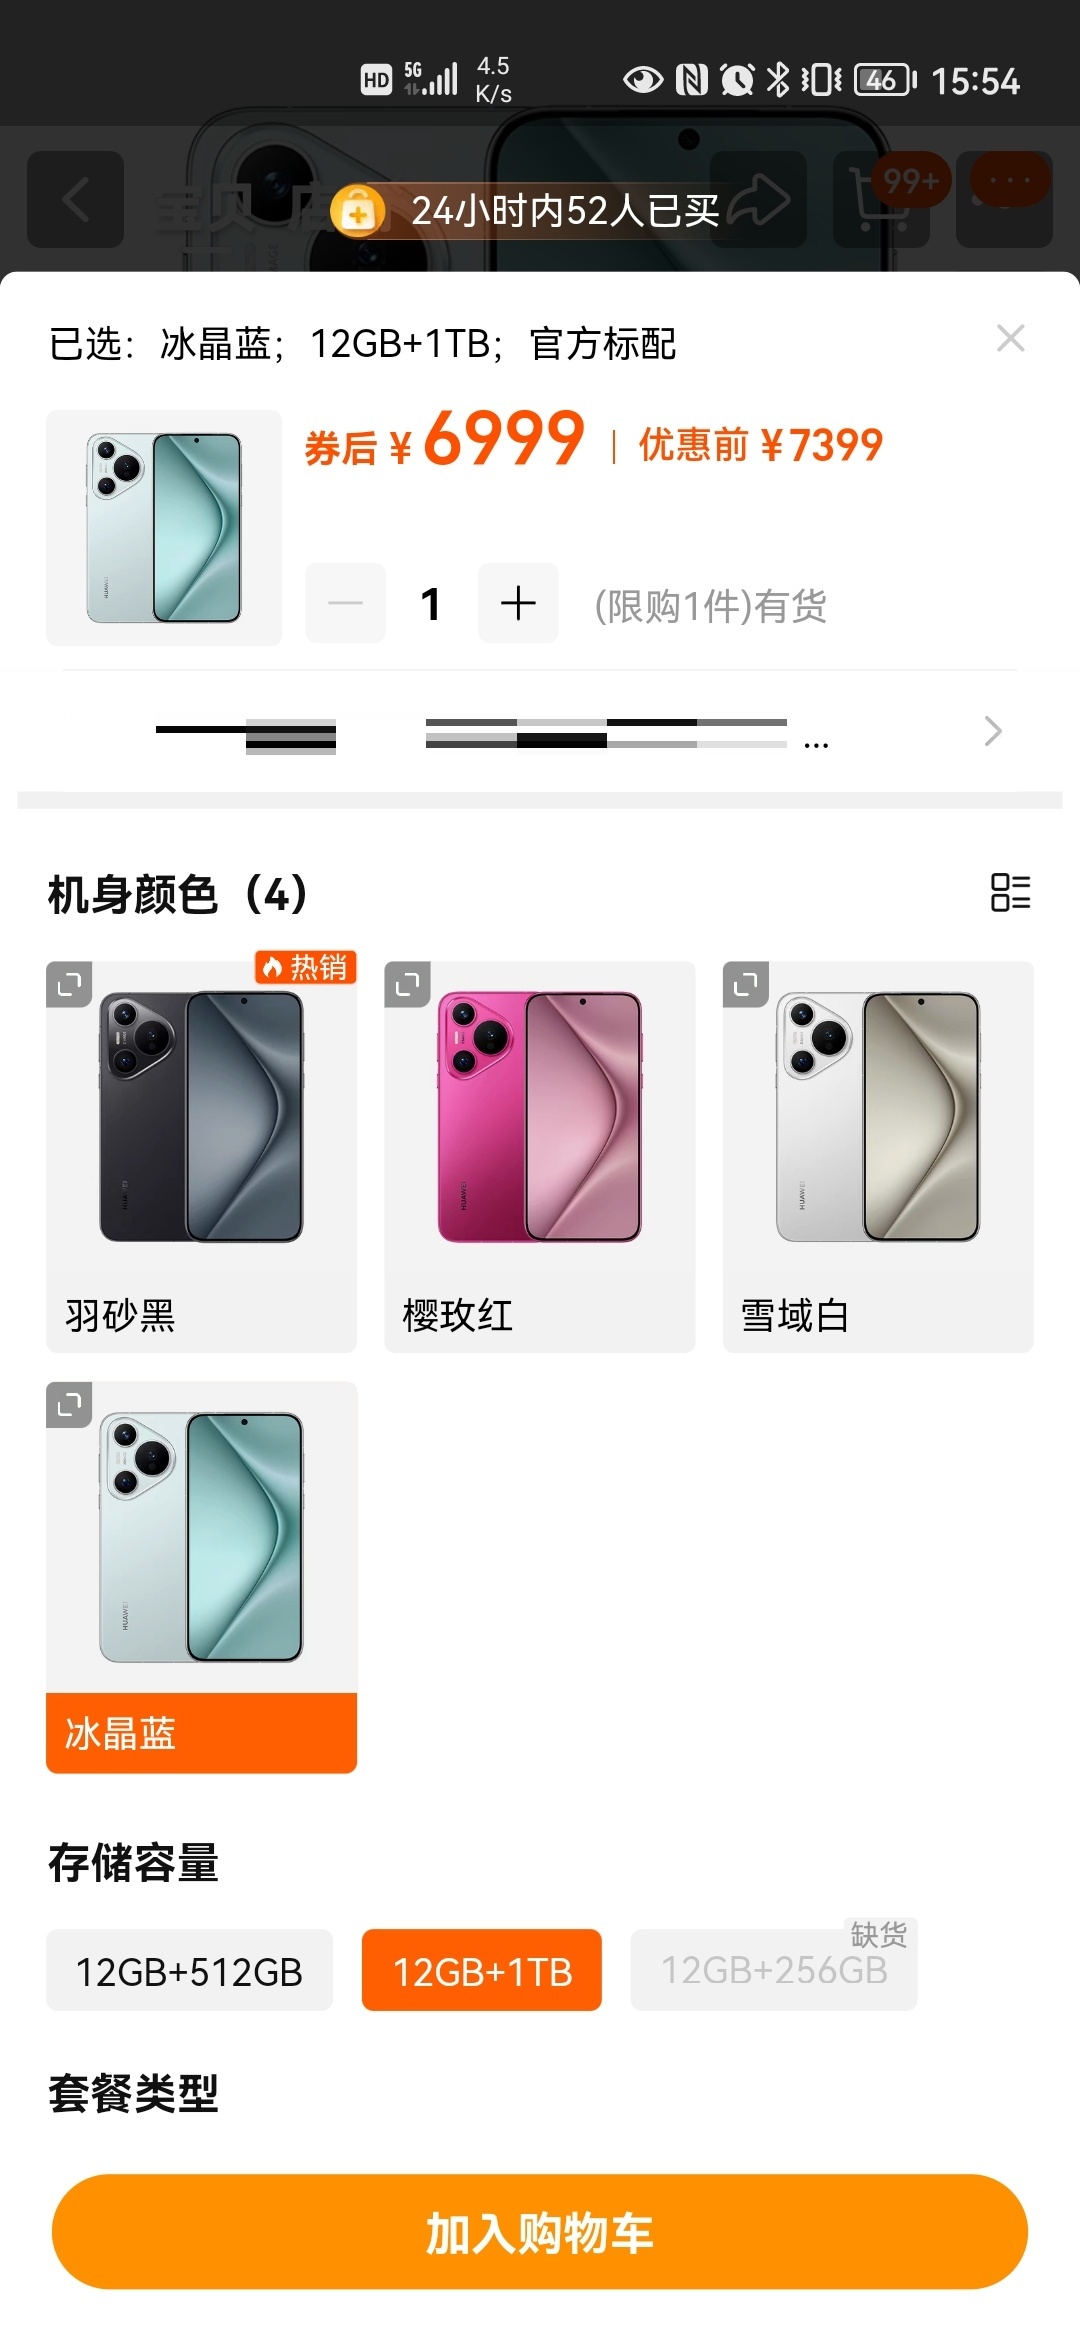 HD 5G 4.5 K/s 46 15:54
99+
24小时内52人已买
已选：冰晶蓝；12GB+1TB；官方标配
券后 ¥6999 | 优惠前 ¥7399
1 (限购1件)有货
...
机身颜色（4）
热销
HUAWEI
HUAWEI
HUAWEI
羽砂黑
樱玫红
雪域白
HUAWEI
冰晶蓝
存储容量
缺货
12GB+512GB
12GB+1TB
12GB+256GB
套餐类型
加入购物车